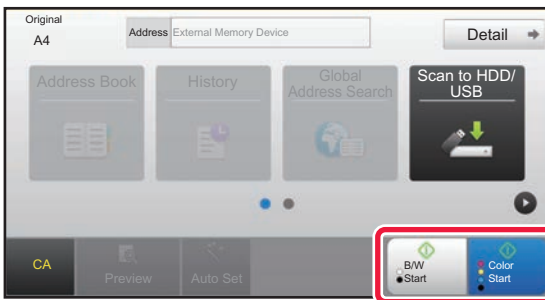 Original
A4
Address External Memory Device
Detail
Address Book
History
Global
Address Search
Scan to HDD/
USB
CA
Preview
Auto Set
B/W
Start
Color
Start